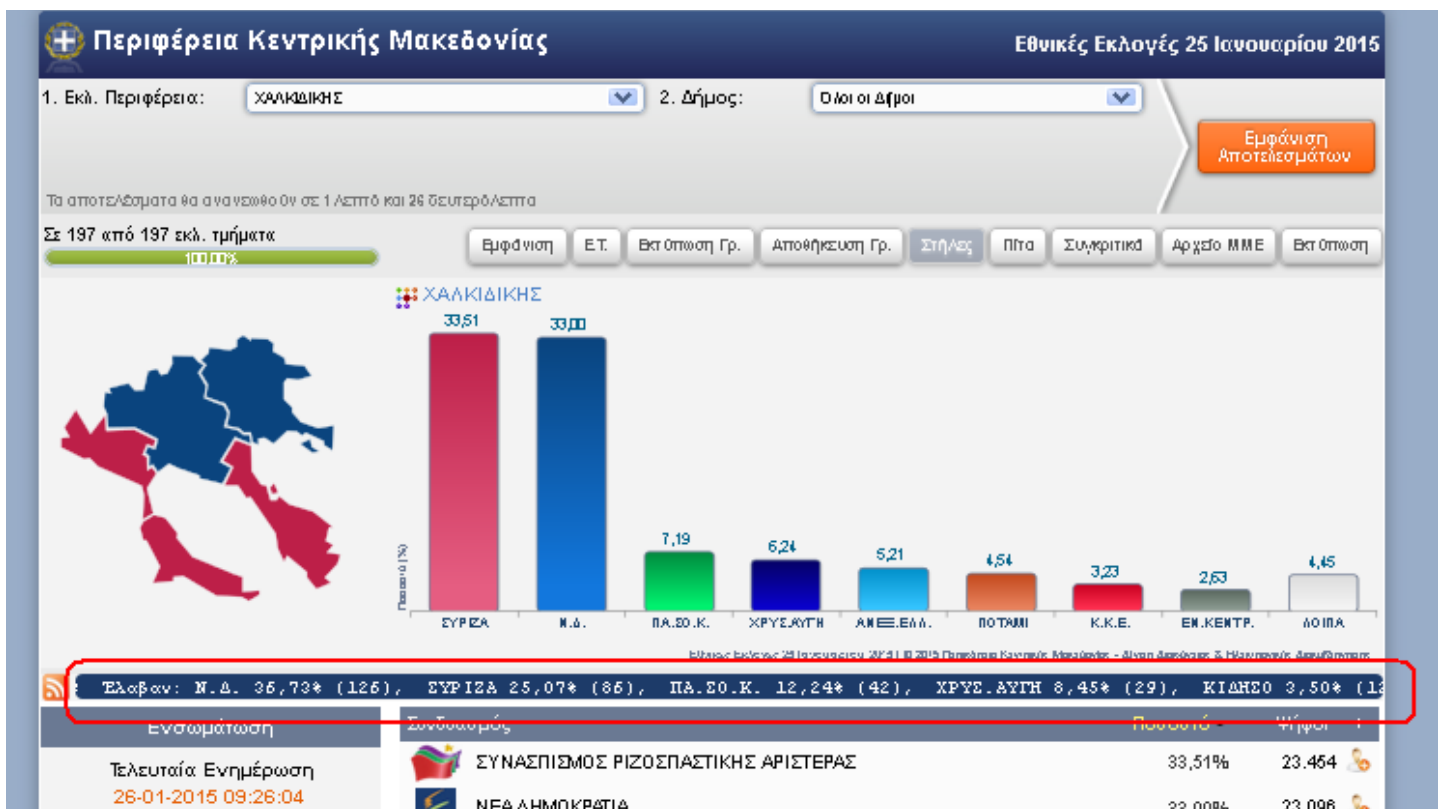 Περιφέρεια Κεντρικής Μακεδονίας
Εθνικές Εκλογές 25 Ιανουαρίου 2015
1. Εκλ. Περιφέρεια: ΧΑΛΚΙΔΙΚΗΣ 2. Δήμος: Όλοι οι Δήμοι
Εμφάνιση
Αποτελεσμάτων
Τα αποτελέσματα θα ανανεωθούν σε 1 λεπτό και 26 δευτερόλεπτα
Σε 197 από 197 εκλ. τμήματα
100,00%
Εμφάνιση Ε.Τ. Εκτύπωση Γρ. Αποθήκευση Γρ. Στήλες Πίτα Συγκριτικά Αρχείο ΜΜΕ Εκτύπωση
ΧΑΛΚΙΔΙΚΗΣ
33,51 33,00 7,19 6,24 5,21 4,54 3,23 2,63 4,45
Ποσοστά (%)
ΣΥΡΙΖΑ Ν.Δ. ΠΑ.ΣΟ.Κ. ΧΡΥΣ.ΑΥΓΗ ΑΝΕΞ.ΕΛΛ. ΠΟΤΑΜΙ Κ.Κ.Ε. ΕΝ.ΚΕΝΤΡ. ΛΟΙΠΑ
Έλαβαν: Ν.Δ. 36,73% (126), ΣΥΡΙΖΑ 25,07% (86), ΠΑ.ΣΟ.Κ. 12,24% (42), ΧΡΥΣ.ΑΥΓΗ 8,45% (29), ΚΙΔΗΣΟ 3,50% (12
Ενσωμάτωση
Συνδυασμός Ποσοστό Ψήφοι +
Τελευταία Ενημέρωση
26-01-2015 09:26:04
ΣΥΝΑΣΠΙΣΜΟΣ ΡΙΖΟΣΠΑΣΤΙΚΗΣ ΑΡΙΣΤΕΡΑΣ 33,51% 23.454
ΝΕΑ ΔΗΜΟΚΡΑΤΙΑ 33,00% 23.096